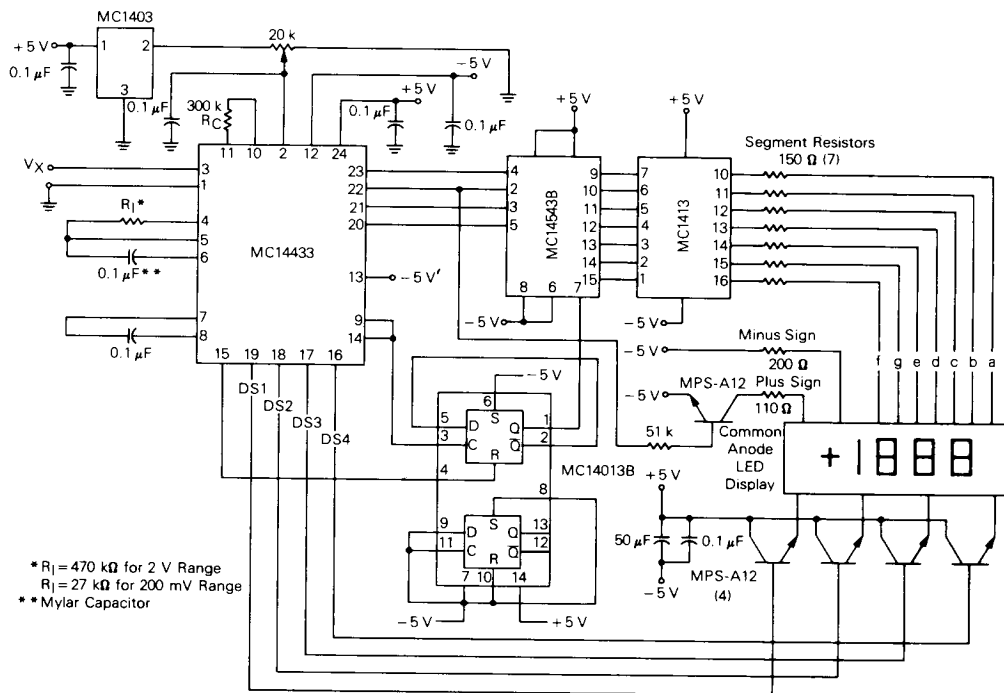 MC1403
+5 V
1
2
3
0.1 µF
20 k
0.1 µF
300 k
RC
−5 V
+5 V
0.1 µF
0.1 µF
11 10 2 12 24
VX
3
1
RI*
4
5
6
0.1 µF**
7
8
0.1 µF
MC14433
23
22
21
20
13
−5 V'
9
14
15 19 18 17 16
DS1
DS2
DS3
DS4
+5 V
4
2
3
5
MC14543B
9
10
11
12
13
14
15
8 6 7
−5 V
+5 V
7
6
5
4
3
2
1
MC1413
10
11
12
13
14
15
16
−5 V
Segment Resistors
150 Ω (7)
Minus Sign
−5 V
200 Ω
MPS-A12
Plus Sign
−5 V
110 Ω
51 k
f g e d c b a
Common
Anode
LED
Display
−5 V
6
5
3
4
D S Q
C Q
R
1
2
MC14013B
8
9
11
D S Q
C Q
R
13
12
7 10 14
−5 V
+5 V
+5 V
50 µF
0.1 µF
−5 V
MPS-A12
(4)
* RI = 470 kΩ for 2 V Range
RI = 27 kΩ for 200 mV Range
** Mylar Capacitor